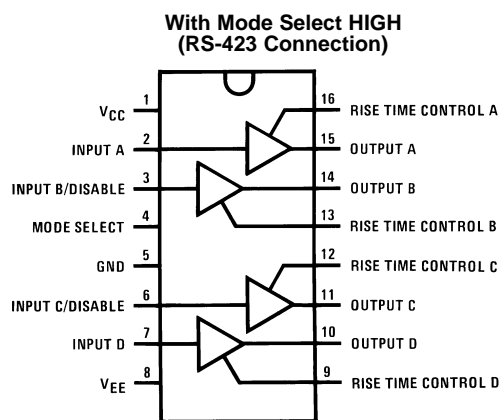 With Mode Select HIGH
(RS-423 Connection)
VCC 1
INPUT A 2
INPUT B/DISABLE 3
MODE SELECT 4
GND 5
INPUT C/DISABLE 6
INPUT D 7
VEE 8
16 RISE TIME CONTROL A
15 OUTPUT A
14 OUTPUT B
13 RISE TIME CONTROL B
12 RISE TIME CONTROL C
11 OUTPUT C
10 OUTPUT D
9 RISE TIME CONTROL D